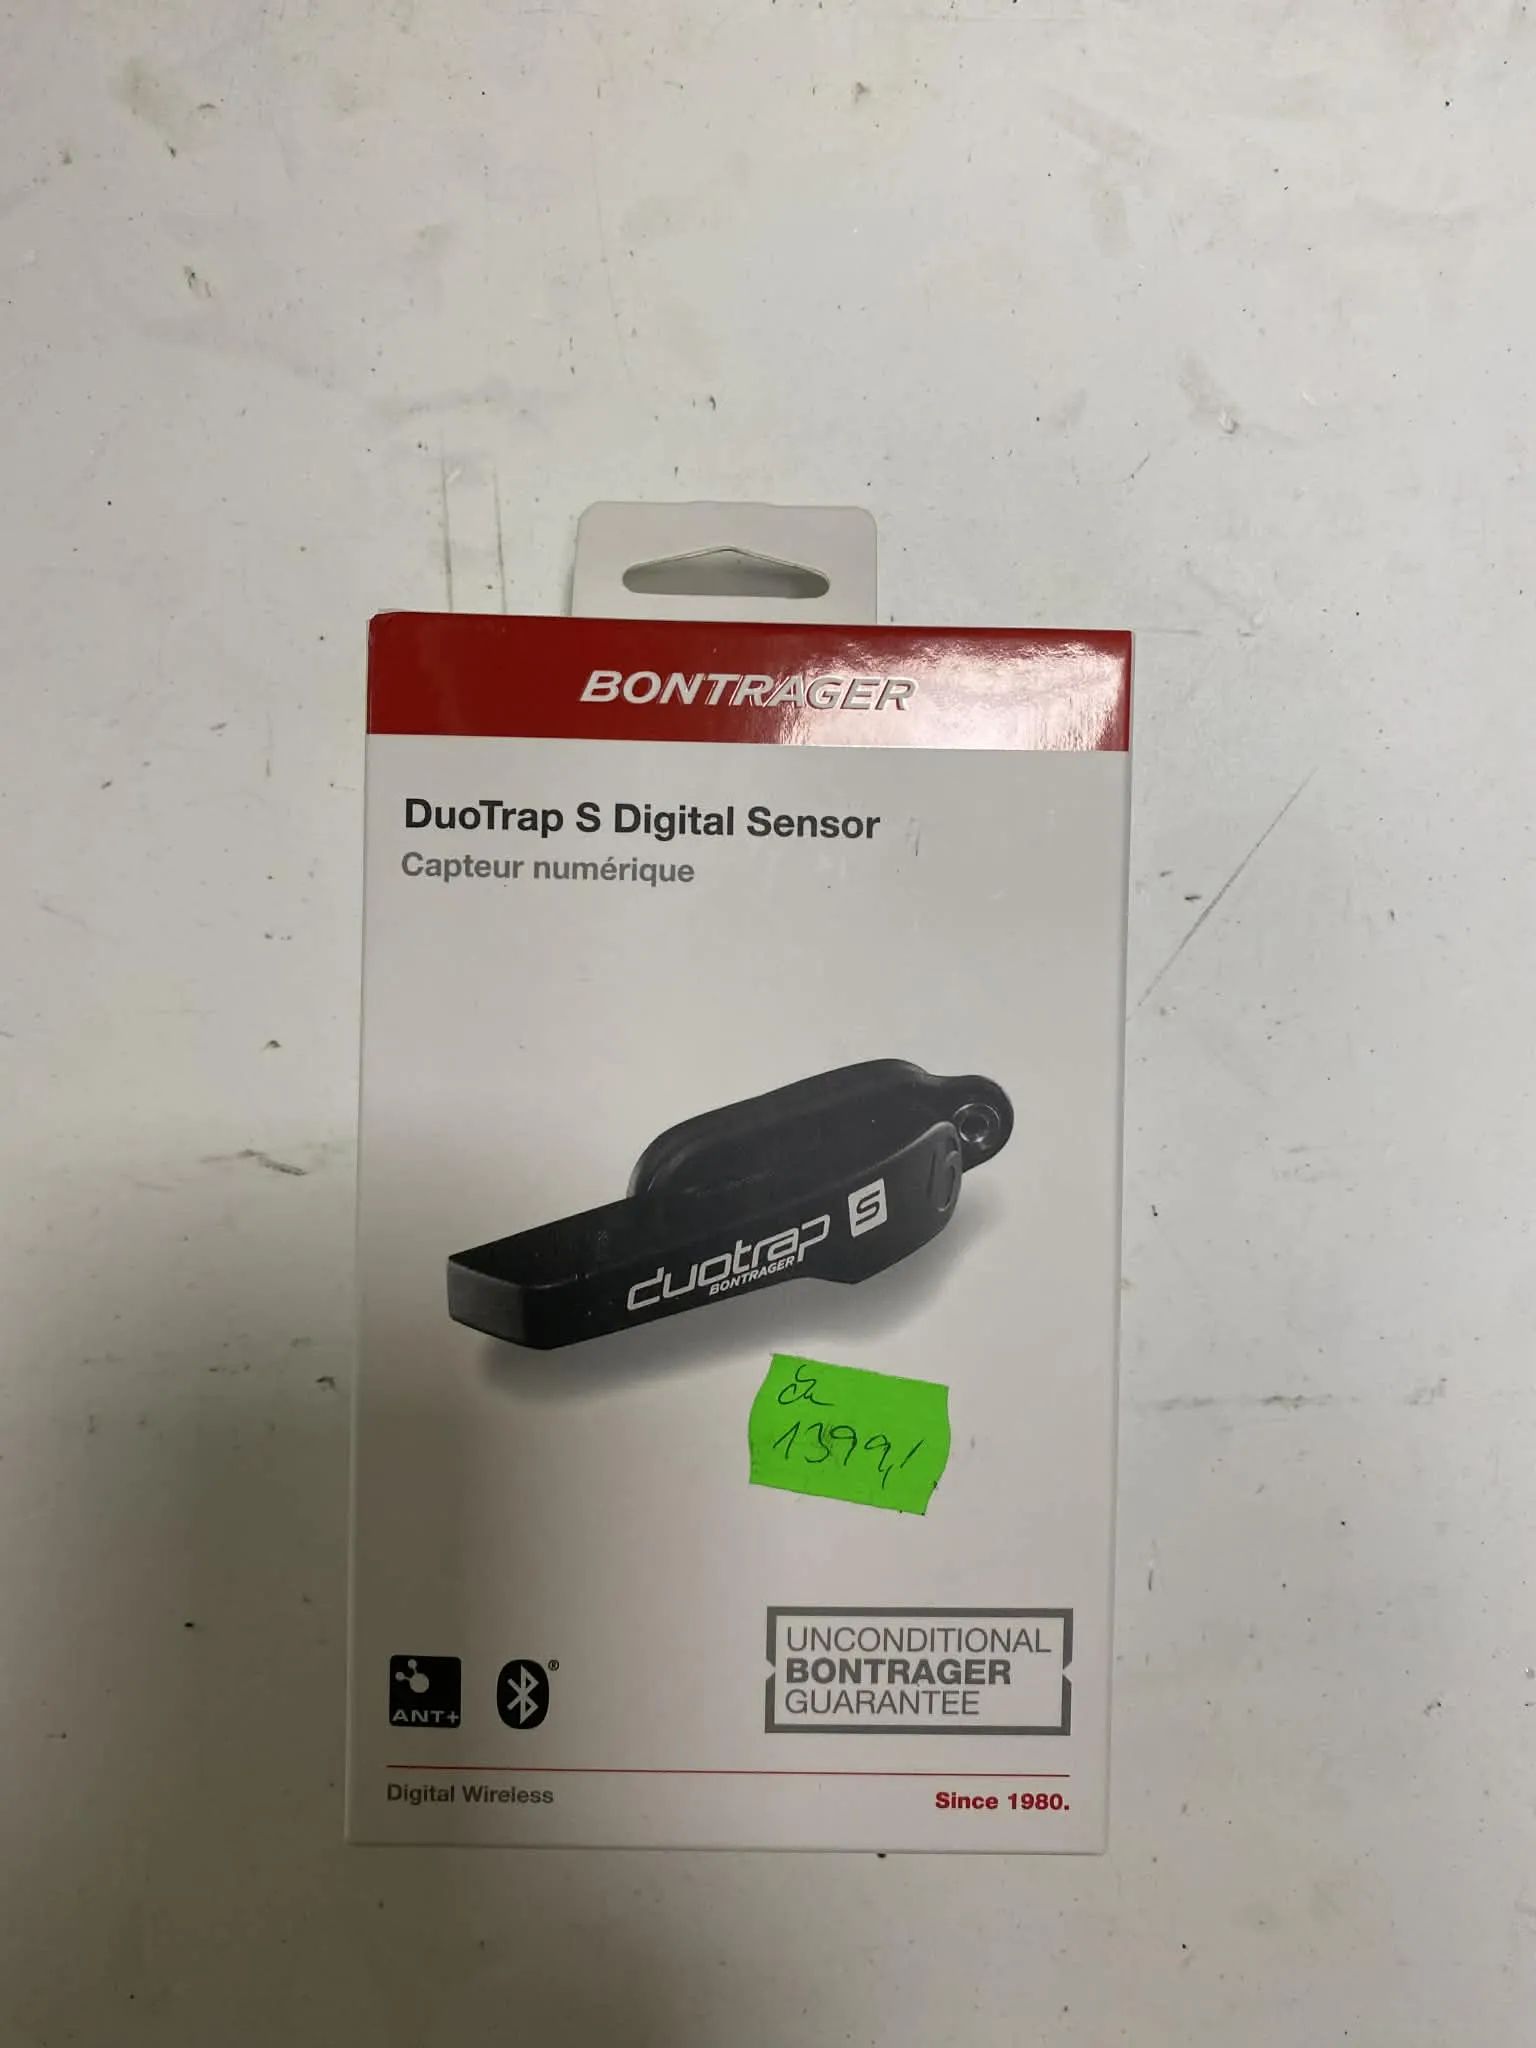 BONTRAGER
DuoTrap S Digital Sensor
Capteur numérique
duotrap S
BONTRAGER
1399,-
ANT+
®
UNCONDITIONAL
BONTRAGER
GUARANTEE
Digital Wireless
Since 1980.